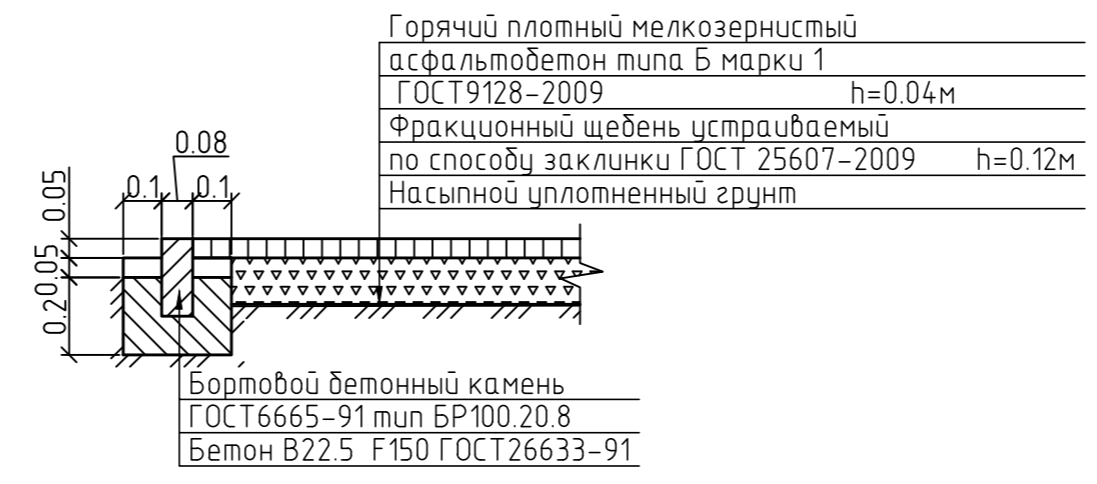 Горячий плотный мелкозернистый
асфальтобетон типа Б марки 1
ГОСТ9128-2009 h=0.04м
Фракционный щебень устраиваемый
по способу заклинки ГОСТ 25607-2009 h=0.12м
Насыпной уплотненный грунт
0.08
0.1 0.1
0.05
0.05
0.2
Бортовой бетонный камень
ГОСТ6665-91 тип БР100.20.8
Бетон В22.5 F150 ГОСТ26633-91